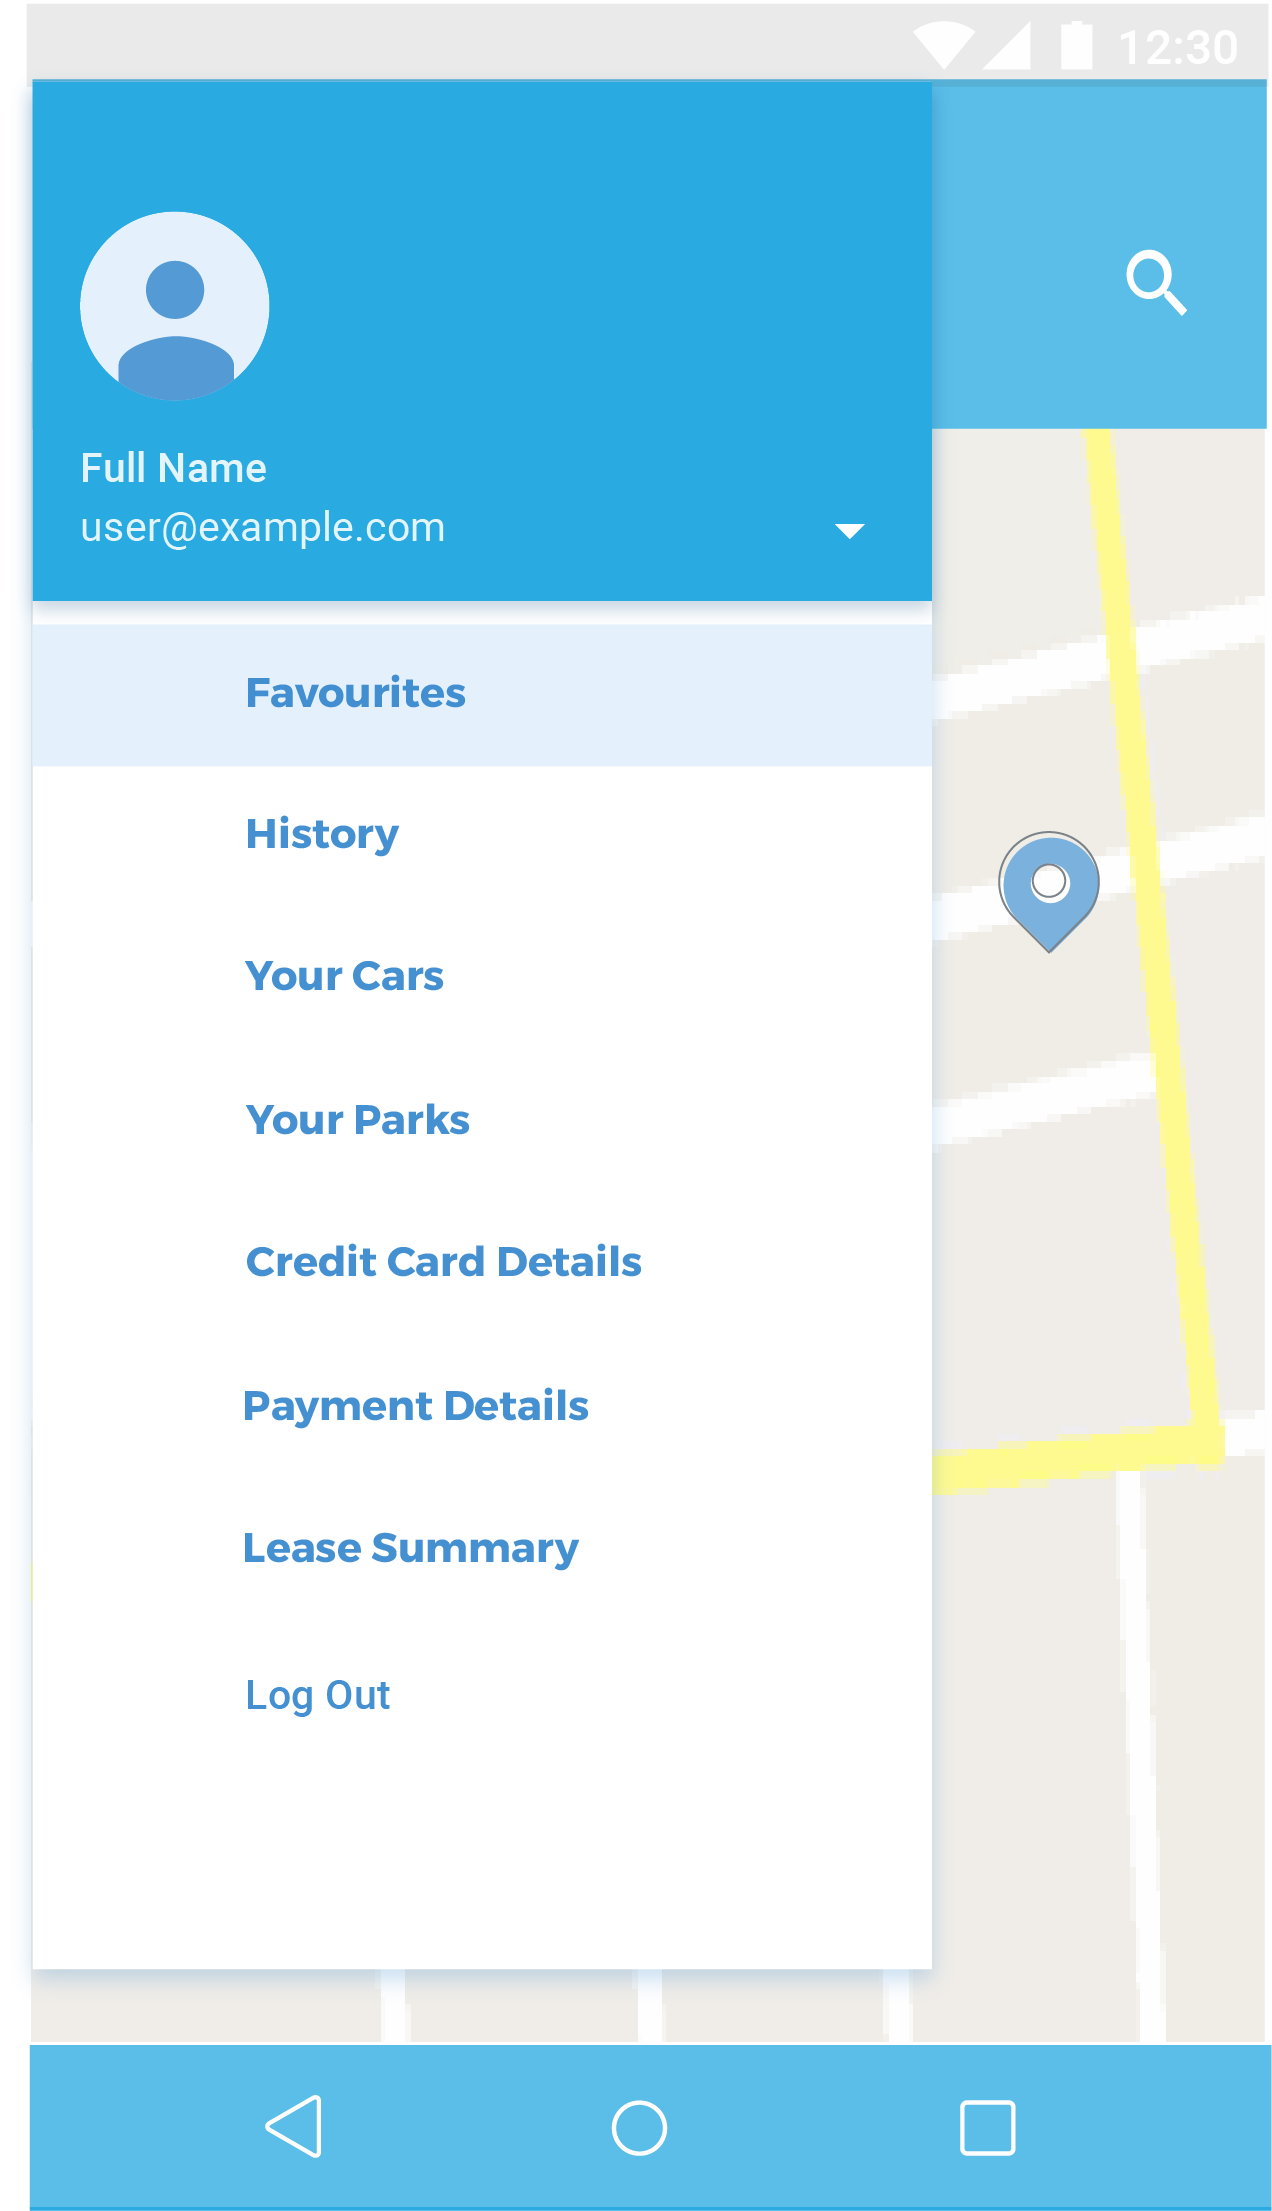 12:30
Full Name
user@example.com
Favourites
History
Your Cars
Your Parks
Credit Card Details
Payment Details
Lease Summary
Log Out